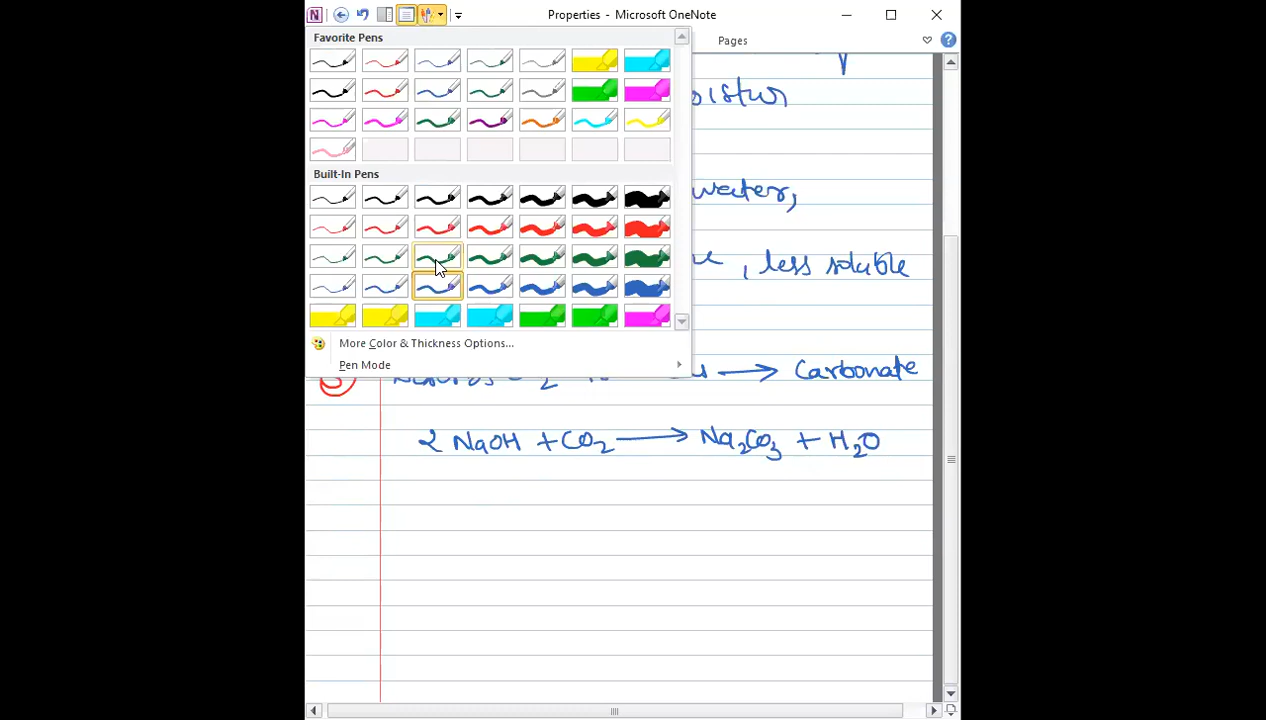 Properties - Microsoft OneNote
Favorite Pens
Pages
Built-In Pens
water,
, less soluble
More Color & Thickness Options...
Pen Mode
→ Carbonate
2 NaOH + CO2 → Na2CO3 + H2O